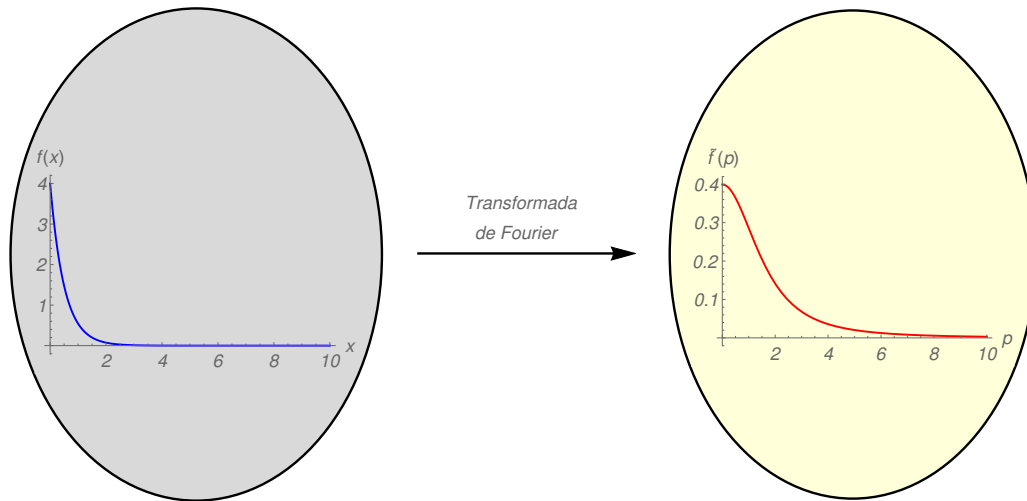 f(x)
4
3
2
1
2 4 6 8 10 x
Transformada
de Fourier
f̃(p)
0.4
0.3
0.2
0.1
2 4 6 8 10 p